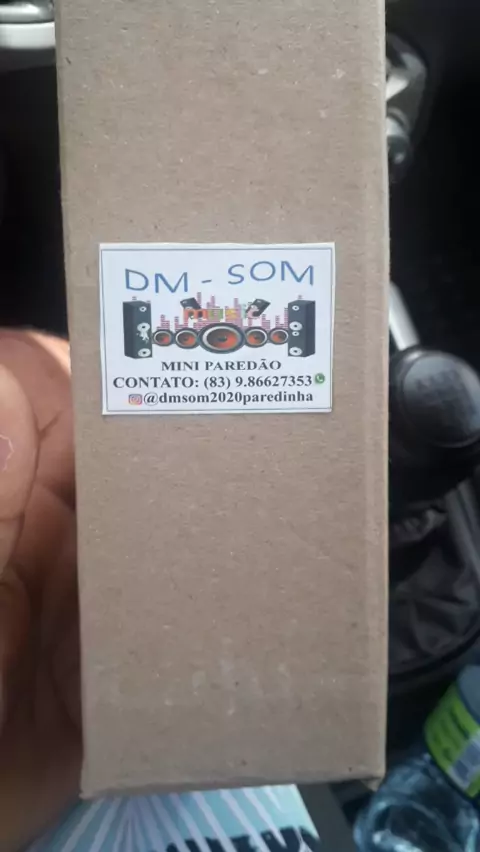 DM - SOM
MINI PAREDÃO
CONTATO: (83) 9.86627353
@dmsom2020paredinha